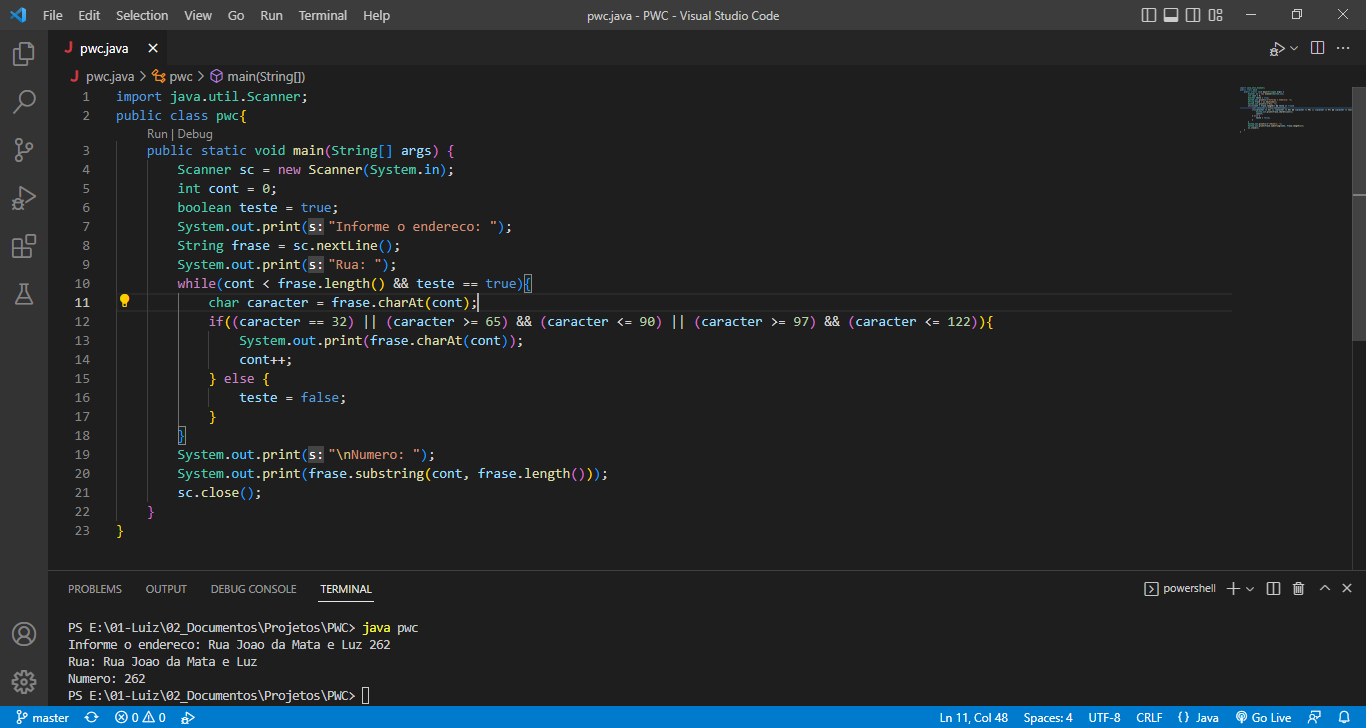 File Edit Selection View Go Run Terminal Help pwc.java - PWC - Visual Studio Code
J pwc.java
J pwc.java > pwc > main(String[])
1 import java.util.Scanner;
2 public class pwc{
Run | Debug
3 public static void main(String[] args) {
4 Scanner sc = new Scanner(System.in);
5 int cont = 0;
6 boolean teste = true;
7 System.out.print(s: "Informe o endereco: ");
8 String frase = sc.nextLine();
9 System.out.print(s: "Rua: ");
10 while(cont < frase.length() && teste == true){
11 char caracter = frase.charAt(cont);
12 if((caracter == 32) || (caracter >= 65) && (caracter <= 90) || (caracter >= 97) && (caracter <= 122)){
13 System.out.print(frase.charAt(cont));
14 cont++;
15 } else {
16 teste = false;
17 }
18 }
19 System.out.print(s: "\nNumero: ");
20 System.out.print(frase.substring(cont, frase.length()));
21 sc.close();
22 }
23 }
PROBLEMS OUTPUT DEBUG CONSOLE TERMINAL powershell
PS E:\01-Luiz\02_Documentos\Projetos\PWC> java pwc
Informe o endereco: Rua Joao da Mata e Luz 262
Rua: Rua Joao da Mata e Luz
Numero: 262
PS E:\01-Luiz\02_Documentos\Projetos\PWC>
master 0 0 Ln 11, Col 48 Spaces: 4 UTF-8 CRLF {} Java Go Live